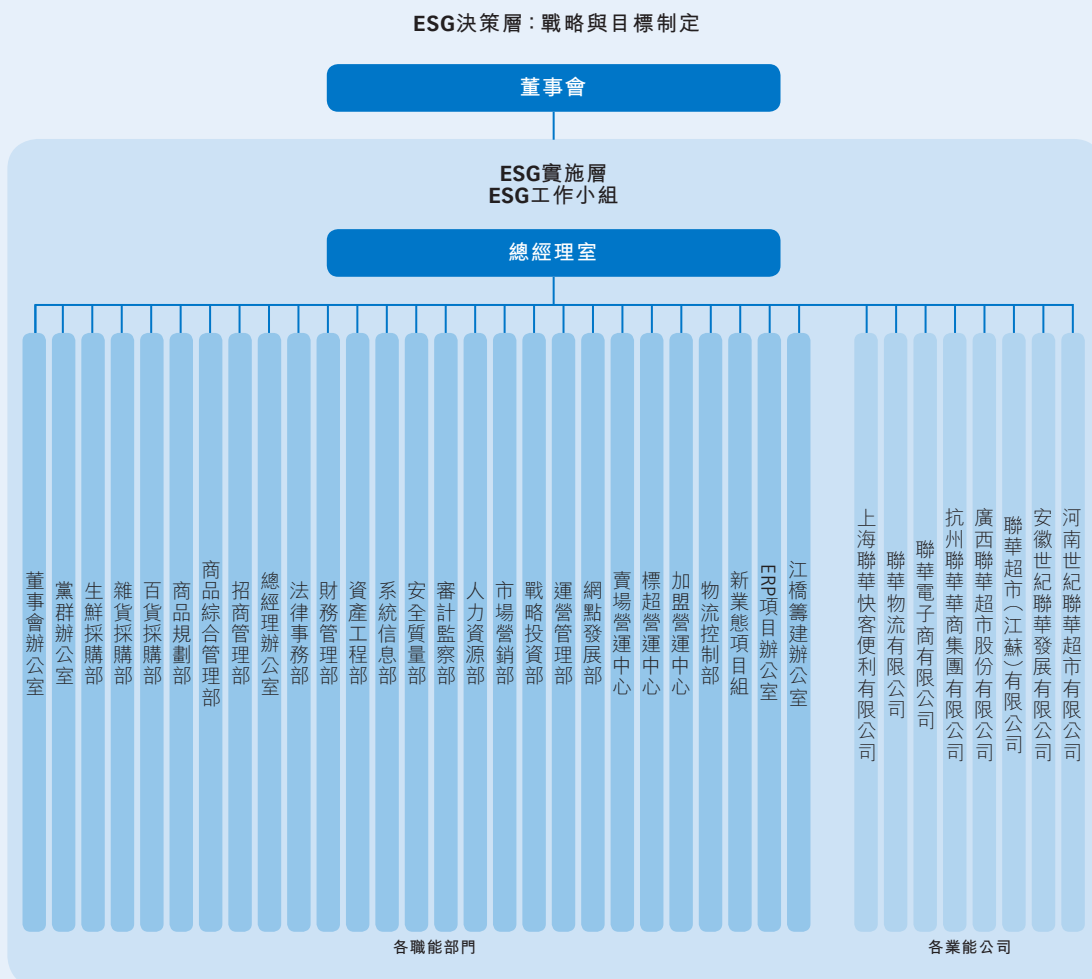 ESG決策層：戰略與目標制定
董事會
ESG實施層
ESG工作小組
總經理室
董事會辦公室
黨群辦公室
生鮮採購部
雜貨採購部
百貨採購部
商品規劃部
商品綜合管理部
招商管理部
總經理辦公室
法律事務部
財務管理部
資產工程部
系統信息部
安全質量部
審計監察部
人力資源部
市場營銷部
戰略投資部
運營管理部
網點發展部
賣場營運中心
標超營運中心
加盟營運中心
物流控制部
新業態項目組
ERP項目辦公室
江橋籌建辦公室
上海聯華快客便利有限公司
聯華物流有限公司
聯華電子商有限公司
杭州聯華華商集團有限公司
廣西聯華超市股份有限公司
聯華超市（江蘇）有限公司
安徽世紀聯華發展有限公司
河南世紀聯華超市有限公司
各職能部門
各業能公司